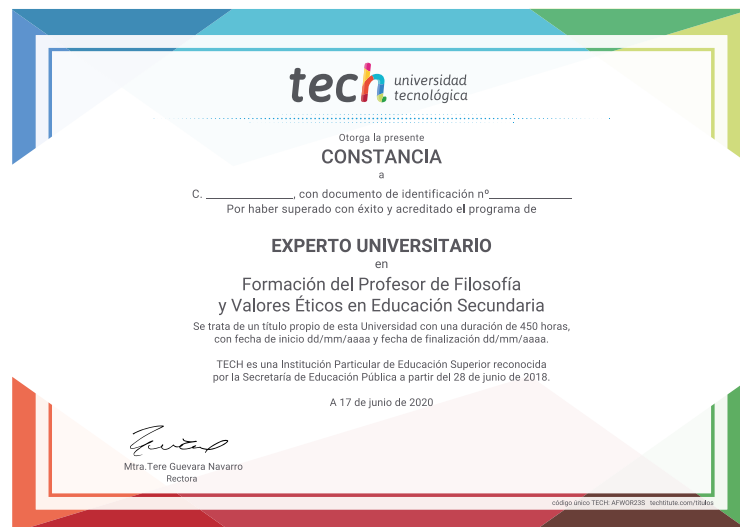 tech universidad
tecnológica
Otorga la presente
CONSTANCIA
a
C. ________________, con documento de identificación nº_______________
Por haber superado con éxito y acreditado el programa de
EXPERTO UNIVERSITARIO
en
Formación del Profesor de Filosofía
y Valores Éticos en Educación Secundaria
Se trata de un título propio de esta Universidad con una duración de 450 horas,
con fecha de inicio dd/mm/aaaa y fecha de finalización dd/mm/aaaa.
TECH es una Institución Particular de Educación Superior reconocida
por la Secretaría de Educación Pública a partir del 28 de junio de 2018.
A 17 de junio de 2020
Mtra.Tere Guevara Navarro
Rectora
código único TECH: AFWOR23S techtitute.com/titulos